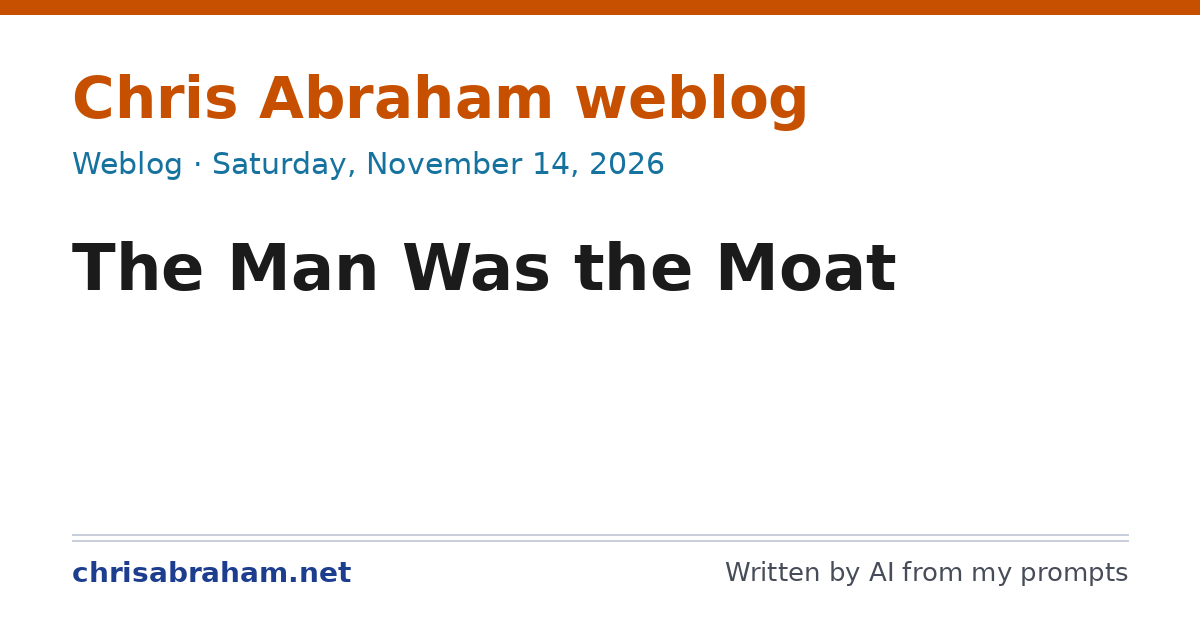 Chris Abraham weblog
Weblog · Saturday, November 14, 2026
The Man Was the Moat
chrisabraham.net
Written by AI from my prompts